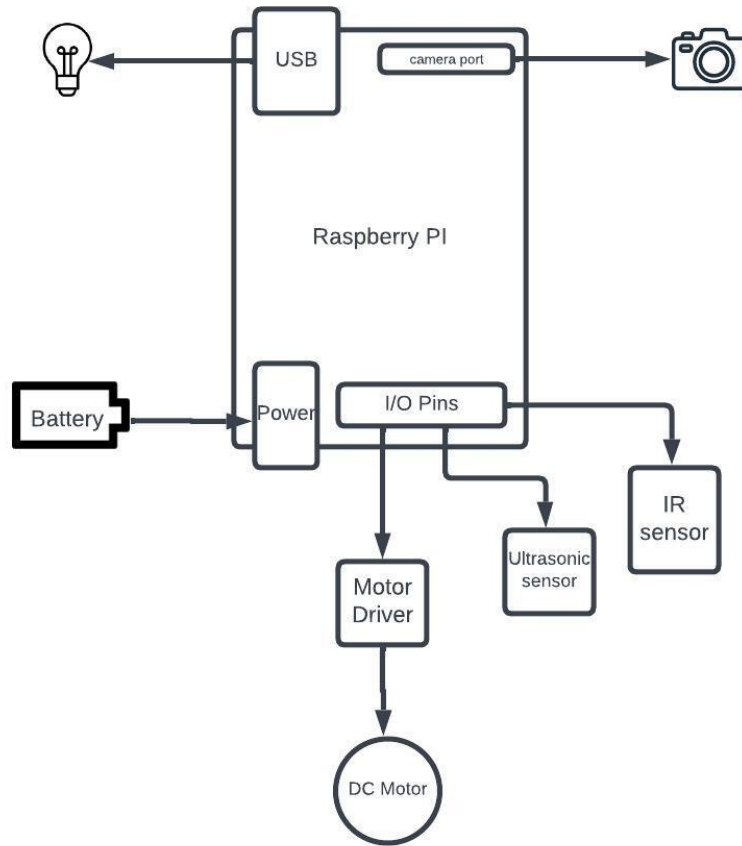 USB
camera port
Raspberry PI
Battery
Power
I/O Pins
IR
sensor
Ultrasonic
sensor
Motor
Driver
DC Motor